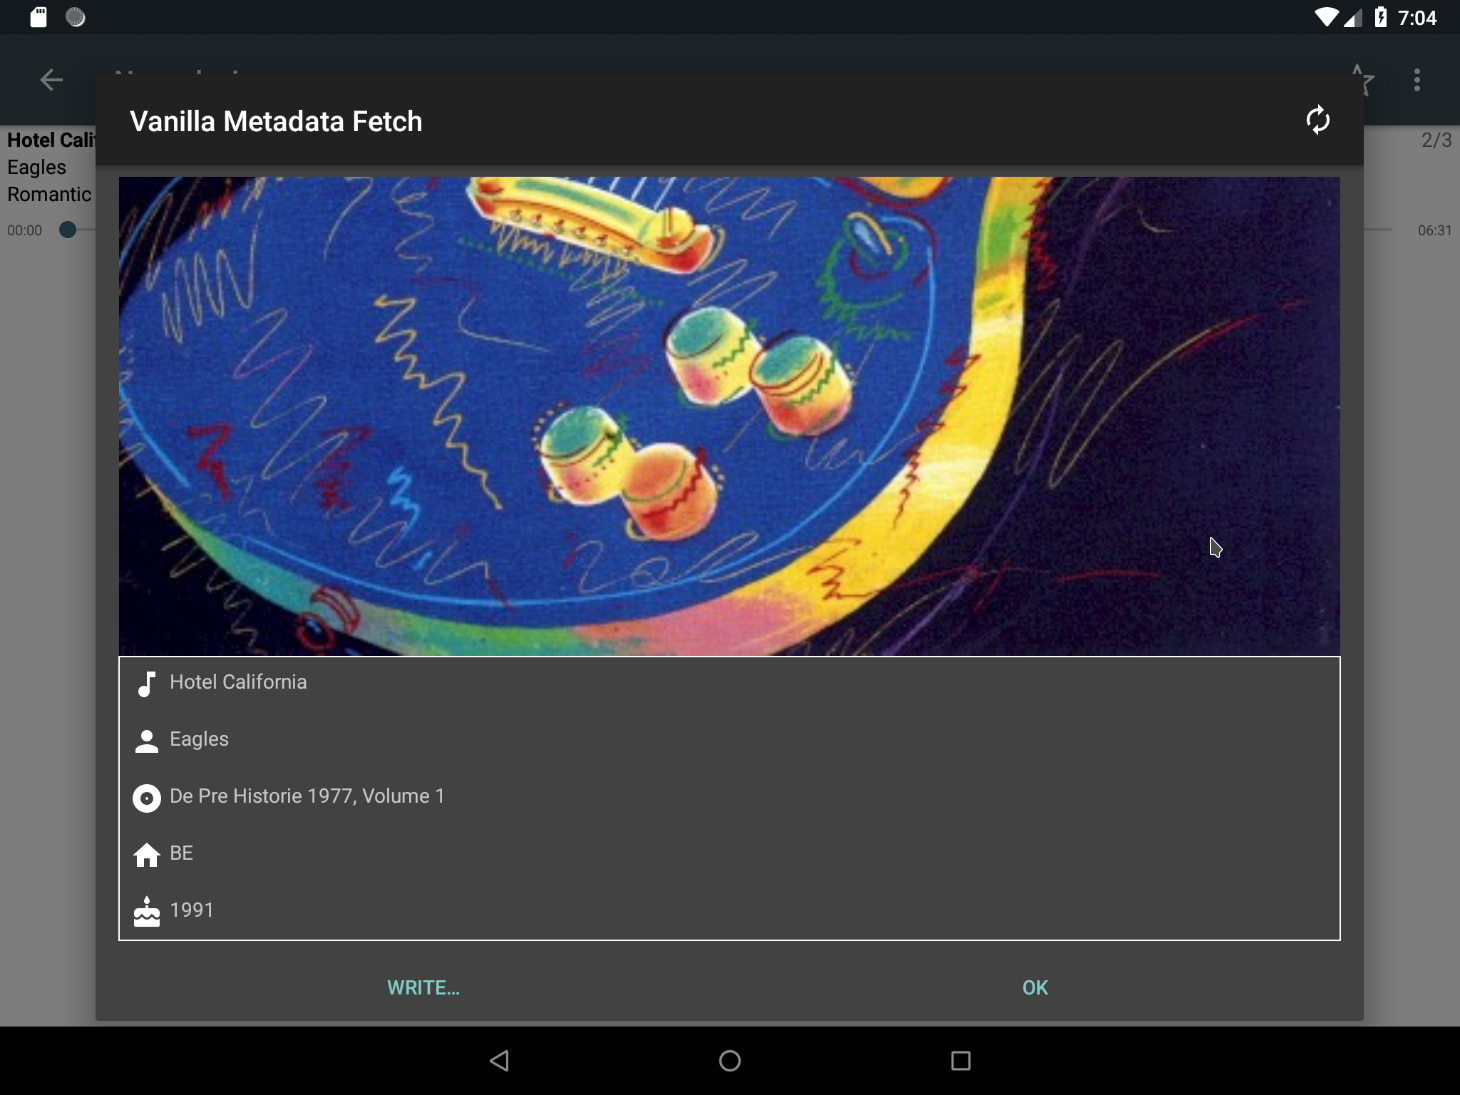 7:04
Vanilla Metadata Fetch
Hotel
Eagles
Romantic
2/3
00:00
06:31
Hotel California
Eagles
De Pre Historie 1977, Volume 1
BE
1991
WRITE...
OK